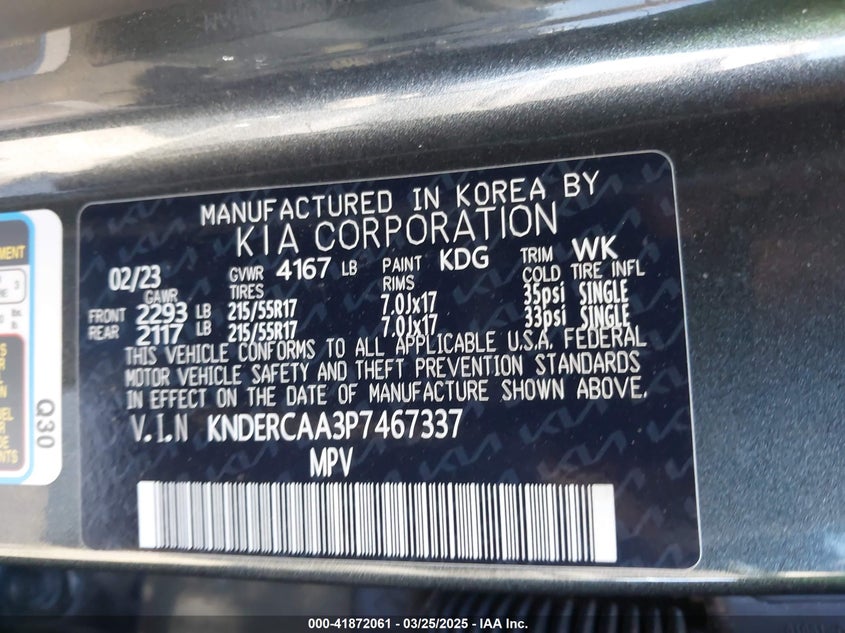 MANUFACTURED IN KOREA BY
KIA CORPORATION
02/23 GVWR 4167 LB PAINT KDG TRIM WK
GAWR TIRES RIMS COLD TIRE INFL
FRONT 2293 LB 215/55R17 7.0Jx17 35psi SINGLE
REAR 2117 LB 215/55R17 7.0Jx17 33psi SINGLE
THIS VEHICLE CONFORMS TO ALL APPLICABLE U.S.A. FEDERAL
MOTOR VEHICLE SAFETY AND THEFT PREVENTION STANDARDS
IN EFFECT ON THE DATE OF MANUFACTURE SHOWN ABOVE.
V.I.N KNDERCAA3P7467337
MPV
Q30
000-41872061 - 03/25/2025 - IAA Inc.